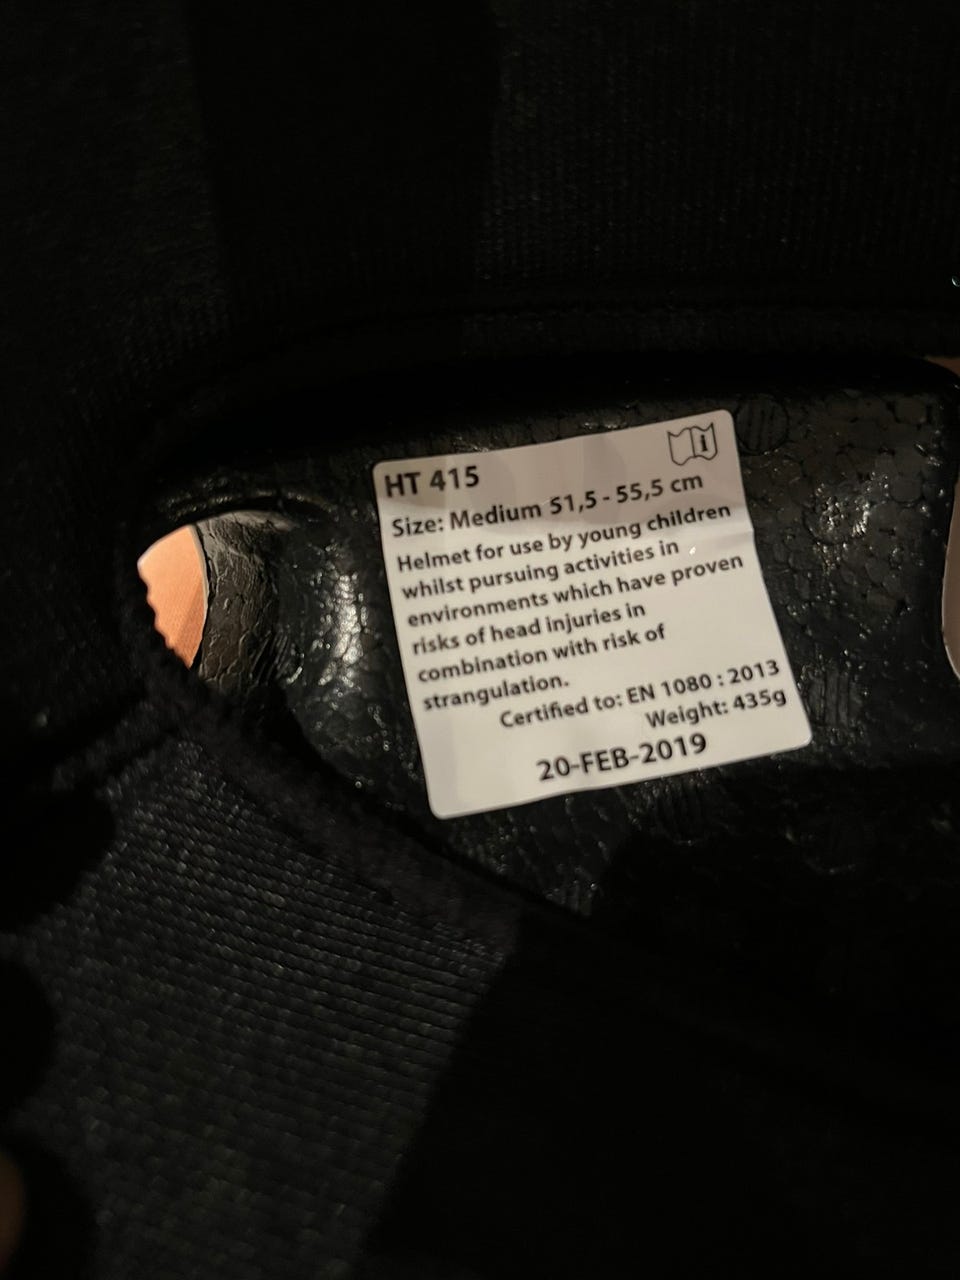 HT 415
Size: Medium 51,5 - 55,5 cm
Helmet for use by young children
whilst pursuing activities in
environments which have proven
risks of head injuries in
combination with risk of
strangulation.
Certified to: EN 1080 : 2013
Weight: 435g
20-FEB-2019